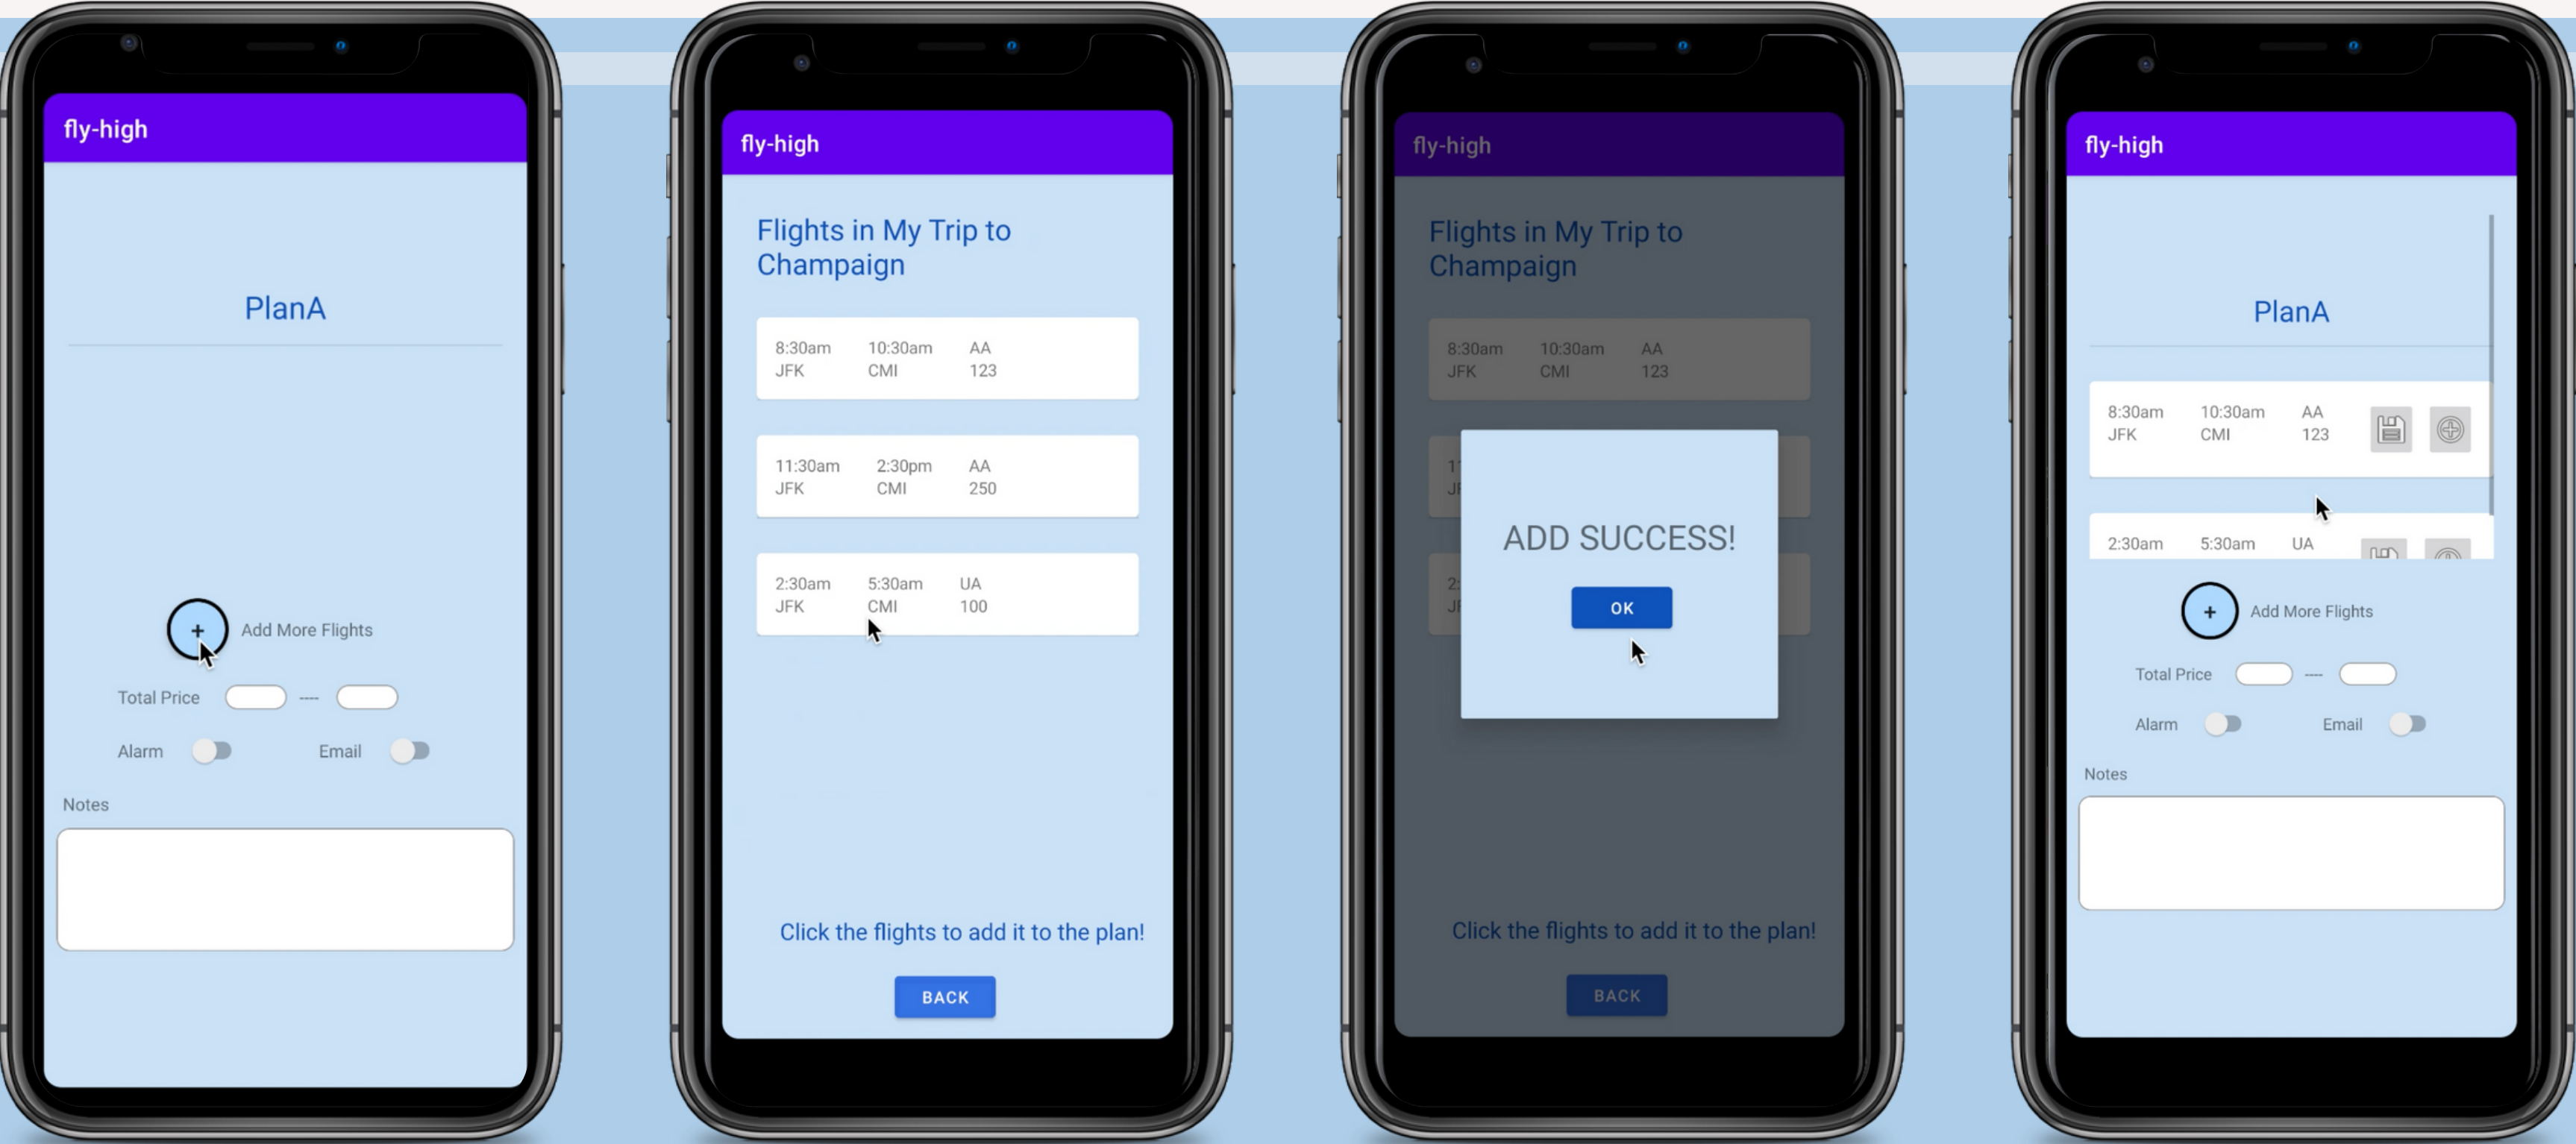 fly-high
PlanA
+ Add More Flights
Total Price ----
Alarm Email
Notes
fly-high
Flights in My Trip to
Champaign
8:30am 10:30am AA
JFK CMI 123
11:30am 2:30pm AA
JFK CMI 250
2:30am 5:30am UA
JFK CMI 100
Click the flights to add it to the plan!
BACK
fly-high
Flights in My Trip to
Champaign
8:30am 10:30am AA
JFK CMI 123
ADD SUCCESS!
OK
Click the flights to add it to the plan!
BACK
fly-high
PlanA
8:30am 10:30am AA
JFK CMI 123
2:30am 5:30am UA
+ Add More Flights
Total Price ----
Alarm Email
Notes